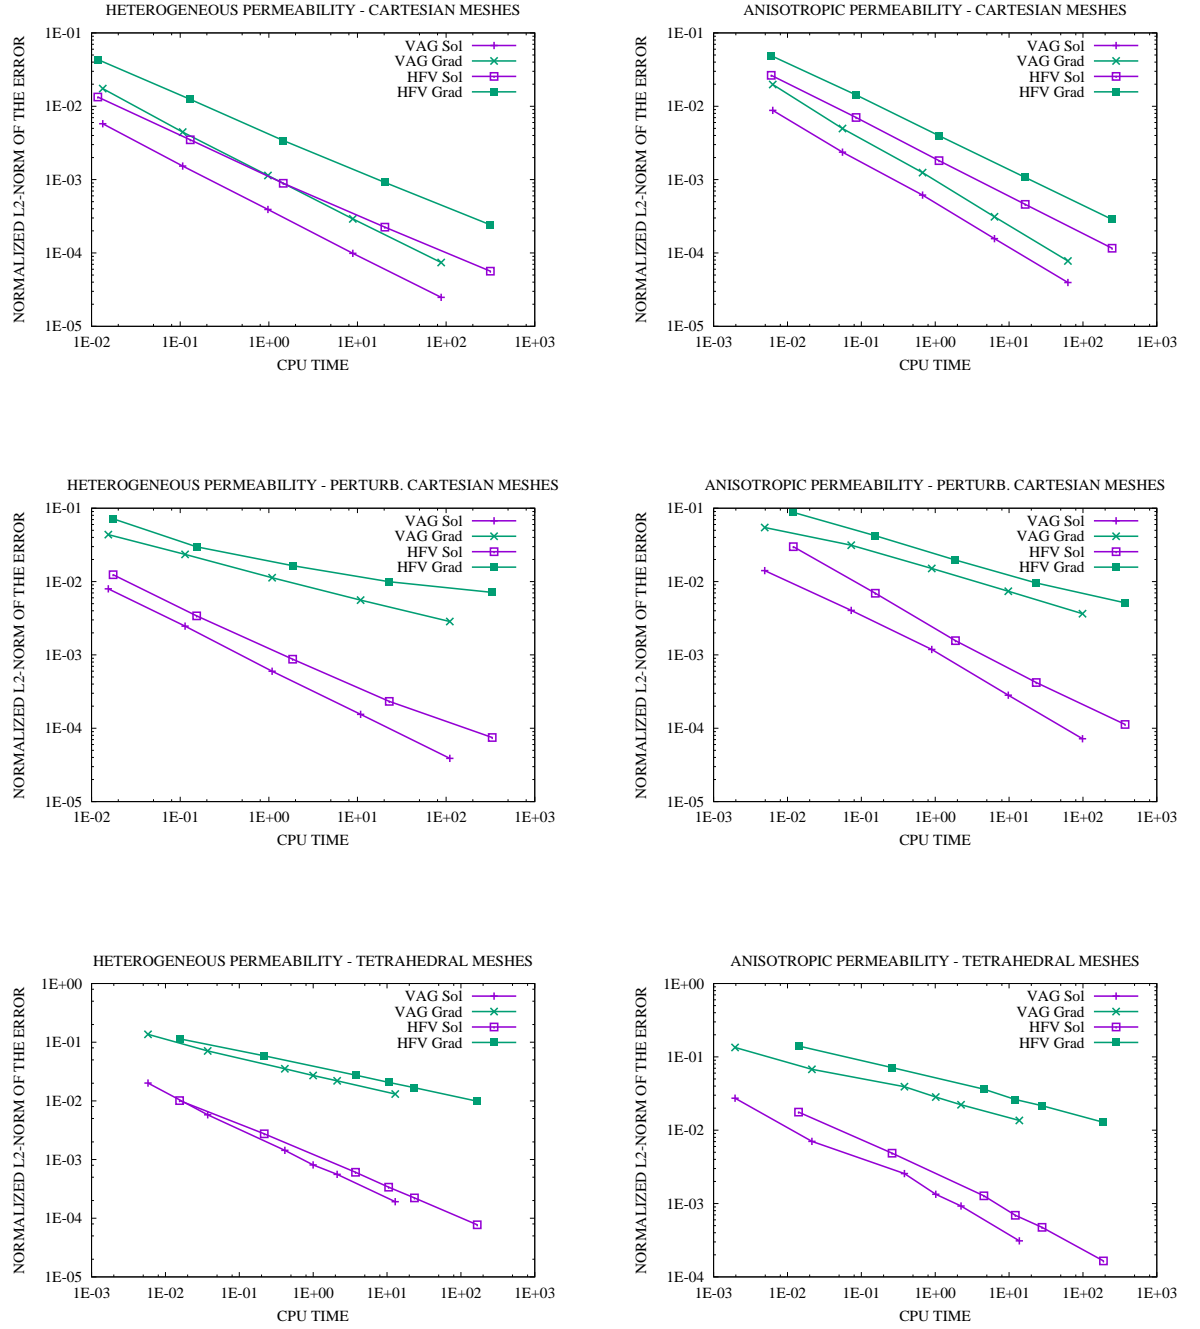 HETEROGENEOUS PERMEABILITY - CARTESIAN MESHES
NORMALIZED L2-NORM OF THE ERROR
1E-01
1E-02
1E-03
1E-04
1E-05
1E-02 1E-01 1E+00 1E+01 1E+02 1E+03
CPU TIME
VAG Sol
VAG Grad
HFV Sol
HFV Grad
ANISOTROPIC PERMEABILITY - CARTESIAN MESHES
NORMALIZED L2-NORM OF THE ERROR
1E-01
1E-02
1E-03
1E-04
1E-05
1E-03 1E-02 1E-01 1E+00 1E+01 1E+02 1E+03
CPU TIME
VAG Sol
VAG Grad
HFV Sol
HFV Grad
HETEROGENEOUS PERMEABILITY - PERTURB. CARTESIAN MESHES
NORMALIZED L2-NORM OF THE ERROR
1E-01
1E-02
1E-03
1E-04
1E-05
1E-02 1E-01 1E+00 1E+01 1E+02 1E+03
CPU TIME
VAG Sol
VAG Grad
HFV Sol
HFV Grad
ANISOTROPIC PERMEABILITY - PERTURB. CARTESIAN MESHES
NORMALIZED L2-NORM OF THE ERROR
1E-01
1E-02
1E-03
1E-04
1E-05
1E-03 1E-02 1E-01 1E+00 1E+01 1E+02 1E+03
CPU TIME
VAG Sol
VAG Grad
HFV Sol
HFV Grad
HETEROGENEOUS PERMEABILITY - TETRAHEDRAL MESHES
NORMALIZED L2-NORM OF THE ERROR
1E+00
1E-01
1E-02
1E-03
1E-04
1E-05
1E-03 1E-02 1E-01 1E+00 1E+01 1E+02 1E+03
CPU TIME
VAG Sol
VAG Grad
HFV Sol
HFV Grad
ANISOTROPIC PERMEABILITY - TETRAHEDRAL MESHES
NORMALIZED L2-NORM OF THE ERROR
1E+00
1E-01
1E-02
1E-03
1E-04
1E-03 1E-02 1E-01 1E+00 1E+01 1E+02 1E+03
CPU TIME
VAG Sol
VAG Grad
HFV Sol
HFV Grad